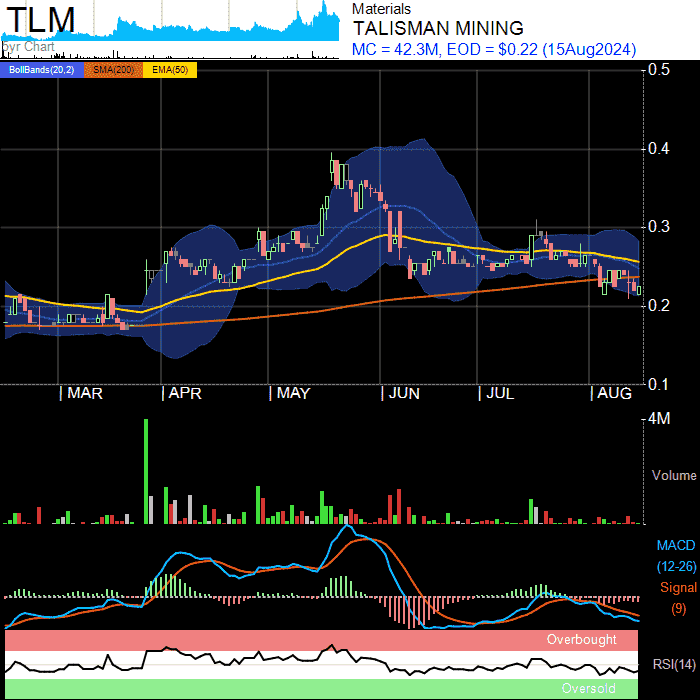 TLM
5yr Chart
Materials
TALISMAN MINING
MC = 42.3M, EOD = $0.22 (15Aug2024)
BollBands(20,2) SMA(200) EMA(50)
0.5
0.4
0.3
0.2
0.1
MAR APR MAY JUN JUL AUG
4M
Volume
MACD
(12-26)
Signal
(9)
Overbought
RSI(14)
Oversold